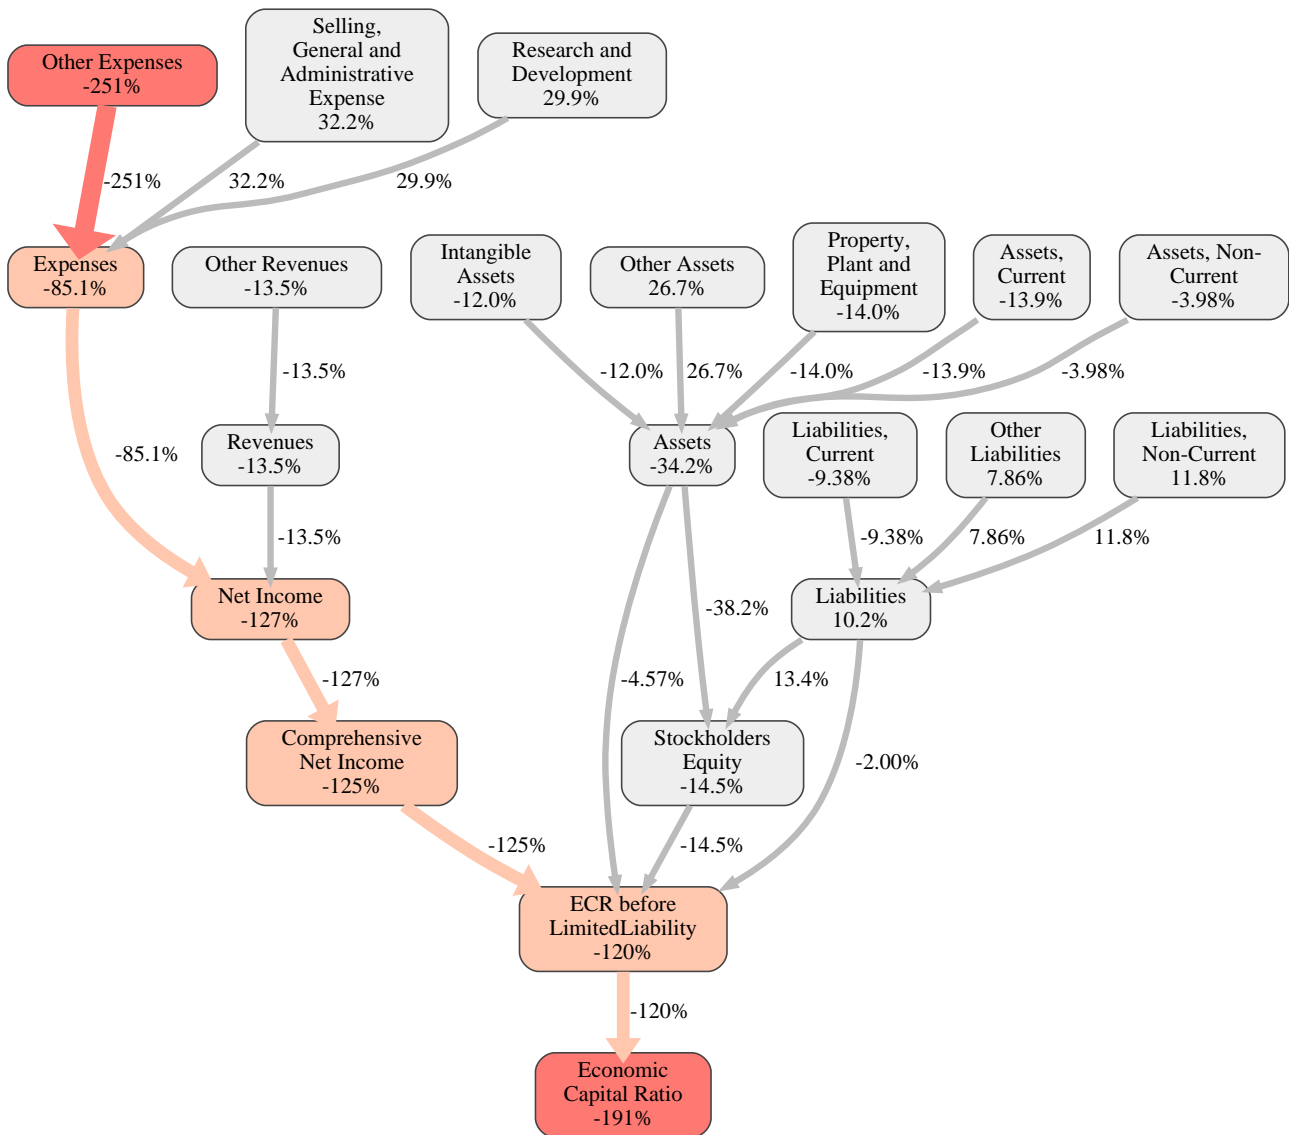 Other Expenses
-251%
Selling,
General and
Administrative
Expense
32.2%
Research and
Development
29.9%
-251%
32.2%
29.9%
Expenses
-85.1%
Other Revenues
-13.5%
Intangible
Assets
-12.0%
Other Assets
26.7%
Property,
Plant and
Equipment
-14.0%
Assets,
Current
-13.9%
Assets, Non-
Current
-3.98%
-13.5%
-12.0%
26.7%
-14.0%
-13.9%
-3.98%
-85.1%
Revenues
-13.5%
Assets
-34.2%
Liabilities,
Current
-9.38%
Other
Liabilities
7.86%
Liabilities,
Non-Current
11.8%
-13.5%
-9.38%
7.86%
11.8%
Net Income
-127%
-38.2%
Liabilities
10.2%
-127%
-4.57%
13.4%
Comprehensive
Net Income
-125%
Stockholders
Equity
-14.5%
-2.00%
-125%
-14.5%
ECR before
LimitedLiability
-120%
-120%
Economic
Capital Ratio
-191%